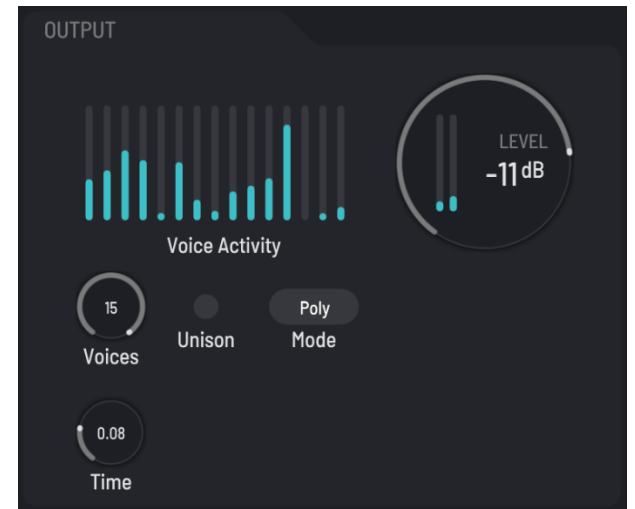 OUTPUT
LEVEL
-11 dB
Voice Activity
15
Voices
Unison
Poly
Mode
0.08
Time